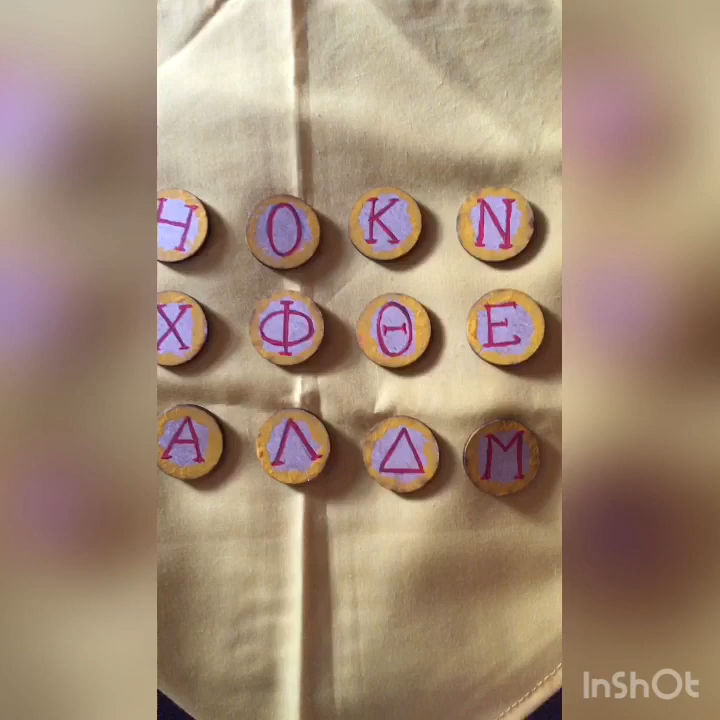 Η Ο Κ Ν
Χ Φ Θ Ε
Α Λ Δ Μ
InShOt